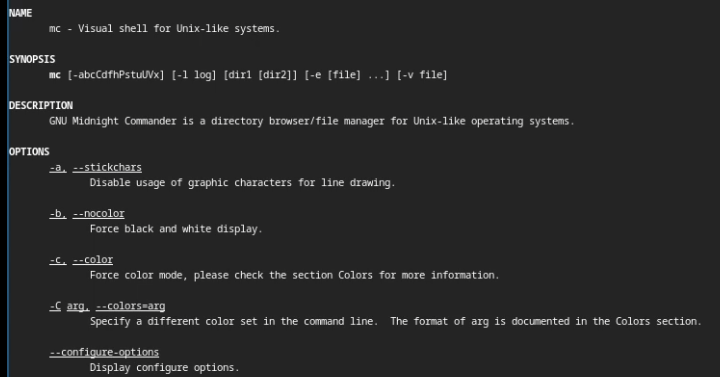 NAME
mc - Visual shell for Unix-like systems.
SYNOPSIS
mc [-abcCdfhPstuUVx] [-l log] [dir1 [dir2]] [-e [file] ...] [-v file]
DESCRIPTION
GNU Midnight Commander is a directory browser/file manager for Unix-like operating systems.
OPTIONS
-a, --stickchars
Disable usage of graphic characters for line drawing.
-b, --nocolor
Force black and white display.
-c, --color
Force color mode, please check the section Colors for more information.
-C arg, --colors=arg
Specify a different color set in the command line.  The format of arg is documented in the Colors section.
--configure-options
Display configure options.